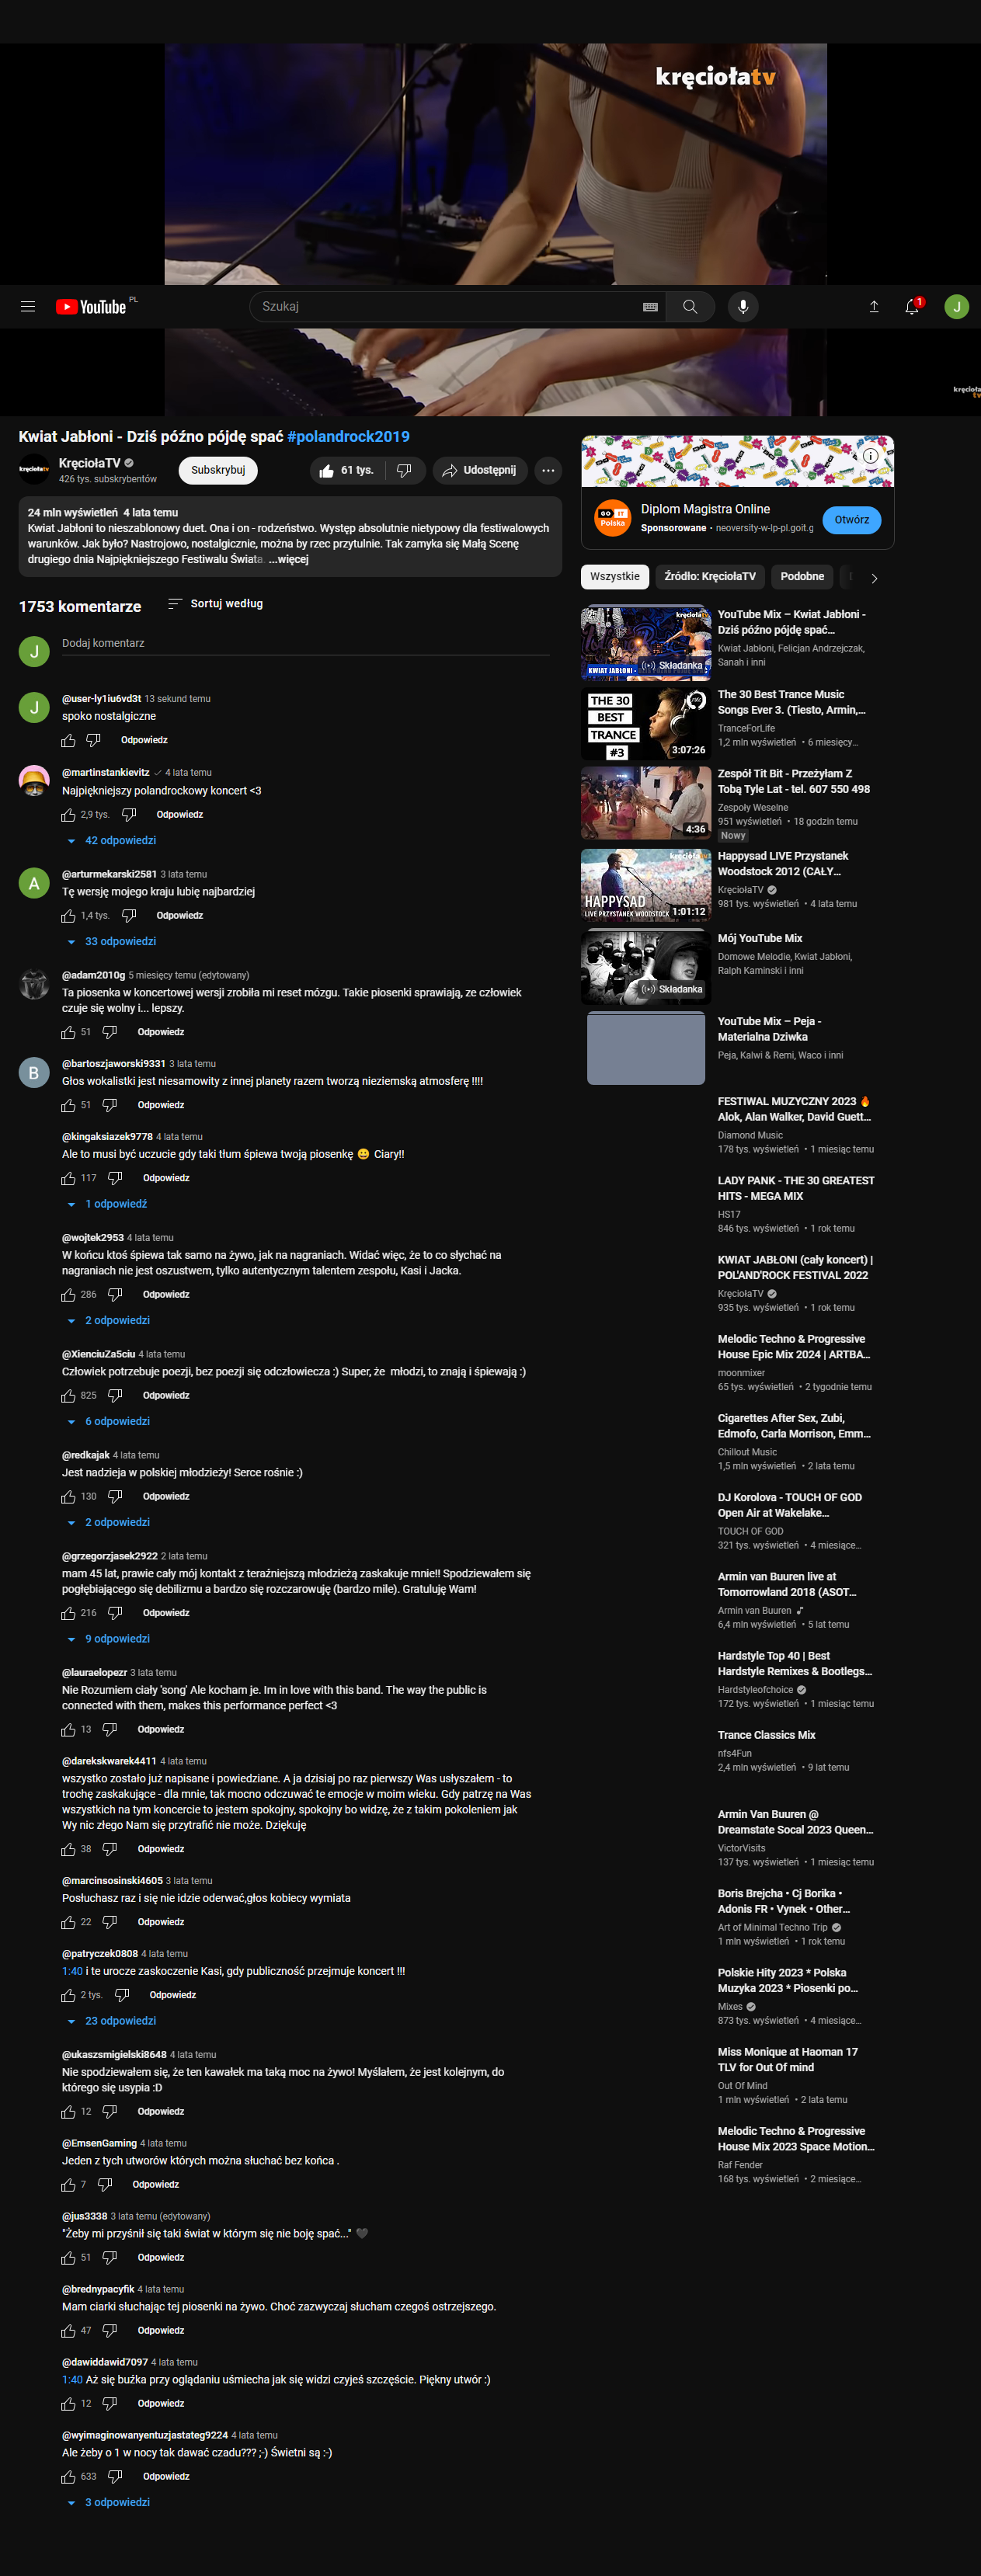 kręciołatv
YouTube PL
Szukaj
1
J
kręcioła
tv
Kwiat Jabłoni - Dziś późno pójdę spać #polandrock2019
kręciołatv
KręciołaTV
426 tys. subskrybentów
Subskrybuj
61 tys.
Udostępnij
24 mln wyświetleń 4 lata temu
Kwiat Jabłoni to nieszablonowy duet. Ona i on - rodzeństwo. Występ absolutnie nietypowy dla festiwalowych
warunków. Jak było? Nastrojowo, nostalgicznie, można by rzec przytulnie. Tak zamyka się Małą Scenę
drugiego dnia Najpiękniejszego Festiwalu Świata. ...więcej
1753 komentarze
Sortuj według
J
Dodaj komentarz
J
@user-ly1iu6vd3t 13 sekund temu
spoko nostalgiczne
Odpowiedz
@martinstankievitz 4 lata temu
Najpiękniejszy polandrockowy koncert <3
2,9 tys. Odpowiedz
42 odpowiedzi
A
@arturmekarski2581 3 lata temu
Tę wersję mojego kraju lubię najbardziej
1,4 tys. Odpowiedz
33 odpowiedzi
@adam2010g 5 miesięcy temu (edytowany)
Ta piosenka w koncertowej wersji zrobiła mi reset mózgu. Takie piosenki sprawiają, ze człowiek
czuje się wolny i... lepszy.
51 Odpowiedz
B
@bartoszjaworski9331 3 lata temu
Głos wokalistki jest niesamowity z innej planety razem tworzą nieziemską atmosferę !!!!
51 Odpowiedz
@kingaksiazek9778 4 lata temu
Ale to musi być uczucie gdy taki tłum śpiewa twoją piosenkę 😀 Ciary!!
117 Odpowiedz
1 odpowiedź
@wojtek2953 4 lata temu
W końcu ktoś śpiewa tak samo na żywo, jak na nagraniach. Widać więc, że to co słychać na
nagraniach nie jest oszustwem, tylko autentycznym talentem zespołu, Kasi i Jacka.
286 Odpowiedz
2 odpowiedzi
@XienciuZa5ciu 4 lata temu
Człowiek potrzebuje poezji, bez poezji się odczłowiecza :) Super, że młodzi, to znają i śpiewają :)
825 Odpowiedz
6 odpowiedzi
@redkajak 4 lata temu
Jest nadzieja w polskiej młodzieży! Serce rośnie :)
130 Odpowiedz
2 odpowiedzi
@grzegorzjasek2922 2 lata temu
mam 45 lat, prawie cały mój kontakt z teraźniejszą młodzieżą zaskakuje mnie!! Spodziewałem się
pogłębiającego się debilizmu a bardzo się rozczarowuję (bardzo mile). Gratuluję Wam!
216 Odpowiedz
9 odpowiedzi
@lauraelopezr 3 lata temu
Nie Rozumiem ciały 'song' Ale kocham je. Im in love with this band. The way the public is
connected with them, makes this performance perfect <3
13 Odpowiedz
@darekskwarek4411 4 lata temu
wszystko zostało już napisane i powiedziane. A ja dzisiaj po raz pierwszy Was usłyszałem - to
trochę zaskakujące - dla mnie, tak mocno odczuwać te emocje w moim wieku. Gdy patrzę na Was
wszystkich na tym koncercie to jestem spokojny, spokojny bo widzę, że z takim pokoleniem jak
Wy nic złego Nam się przytrafić nie może. Dziękuję
38 Odpowiedz
@marcinsosinski4605 3 lata temu
Posłuchasz raz i się nie idzie oderwać,głos kobiecy wymiata
22 Odpowiedz
@patryczek0808 4 lata temu
1:40 i te urocze zaskoczenie Kasi, gdy publiczność przejmuje koncert !!!
2 tys. Odpowiedz
23 odpowiedzi
@ukaszsmigielski8648 4 lata temu
Nie spodziewałem się, że ten kawałek ma taką moc na żywo! Myślałem, że jest kolejnym, do
którego się usypia :D
12 Odpowiedz
@EmsenGaming 4 lata temu
Jeden z tych utworów których można słuchać bez końca .
7 Odpowiedz
@jus3338 3 lata temu (edytowany)
"Żeby mi przyśnił się taki świat w którym się nie boję spać..." 🖤
51 Odpowiedz
@brednypacyfik 4 lata temu
Mam ciarki słuchając tej piosenki na żywo. Choć zazwyczaj słucham czegoś ostrzejszego.
47 Odpowiedz
@dawiddawid7097 4 lata temu
1:40 Aż się buźka przy oglądaniu uśmiecha jak się widzi czyjeś szczęście. Piękny utwór :)
12 Odpowiedz
@wyimaginowanyentuzjastateg9224 4 lata temu
Ale żeby o 1 w nocy tak dawać czadu??? ;-) Świetni są :-)
633 Odpowiedz
3 odpowiedzi
GO IT
Polska
Diplom Magistra Online
Sponsorowane · neoversity-w-lp-pl.goit.g
Otwórz
Wszystkie
Źródło: KręciołaTV
Podobne
kręciołatv
KWIAT JABŁONI -
Składanka
YouTube Mix – Kwiat Jabłoni -
Dziś późno pójdę spać...
Kwiat Jabłoni, Felicjan Andrzejczak,
Sanah i inni
THE 30
BEST
TRANCE
#3
3:07:26
The 30 Best Trance Music
Songs Ever 3. (Tiesto, Armin,...
TranceForLife
1,2 mln wyświetleń • 6 miesięcy...
4:36
Zespół Tit Bit - Przeżyłam Z
Tobą Tyle Lat - tel. 607 550 498
Zespoły Weselne
951 wyświetleń • 18 godzin temu
Nowy
kręciołatv
HAPPYSAD
LIVE PRZYSTANEK WOODSTOCK
1:01:12
Happysad LIVE Przystanek
Woodstock 2012 (CAŁY...
KręciołaTV
981 tys. wyświetleń • 4 lata temu
Składanka
Mój YouTube Mix
Domowe Melodie, Kwiat Jabłoni,
Ralph Kaminski i inni
YouTube Mix – Peja -
Materialna Dziwka
Peja, Kalwi & Remi, Waco i inni
FESTIWAL MUZYCZNY 2023 🔥
Alok, Alan Walker, David Guett...
Diamond Music
178 tys. wyświetleń • 1 miesiąc temu
LADY PANK - THE 30 GREATEST
HITS - MEGA MIX
HS17
846 tys. wyświetleń • 1 rok temu
KWIAT JABŁONI (cały koncert) |
POL'AND'ROCK FESTIVAL 2022
KręciołaTV
935 tys. wyświetleń • 1 rok temu
Melodic Techno & Progressive
House Epic Mix 2024 | ARTBA...
moonmixer
65 tys. wyświetleń • 2 tygodnie temu
Cigarettes After Sex, Zubi,
Edmofo, Carla Morrison, Emm...
Chillout Music
1,5 mln wyświetleń • 2 lata temu
DJ Korolova - TOUCH OF GOD
Open Air at Wakelake...
TOUCH OF GOD
321 tys. wyświetleń • 4 miesiące...
Armin van Buuren live at
Tomorrowland 2018 (ASOT...
Armin van Buuren
6,4 mln wyświetleń • 5 lat temu
Hardstyle Top 40 | Best
Hardstyle Remixes & Bootlegs...
Hardstyleofchoice
172 tys. wyświetleń • 1 miesiąc temu
Trance Classics Mix
nfs4Fun
2,4 mln wyświetleń • 9 lat temu
Armin Van Buuren @
Dreamstate Socal 2023 Queen...
VictorVisits
137 tys. wyświetleń • 1 miesiąc temu
Boris Brejcha • Cj Borika •
Adonis FR • Vynek • Other...
Art of Minimal Techno Trip
1 mln wyświetleń • 1 rok temu
Polskie Hity 2023 * Polska
Muzyka 2023 * Piosenki po...
Mixes
873 tys. wyświetleń • 4 miesiące...
Miss Monique at Haoman 17
TLV for Out Of mind
Out Of Mind
1 mln wyświetleń • 2 lata temu
Melodic Techno & Progressive
House Mix 2023 Space Motion...
Raf Fender
168 tys. wyświetleń • 2 miesiące...